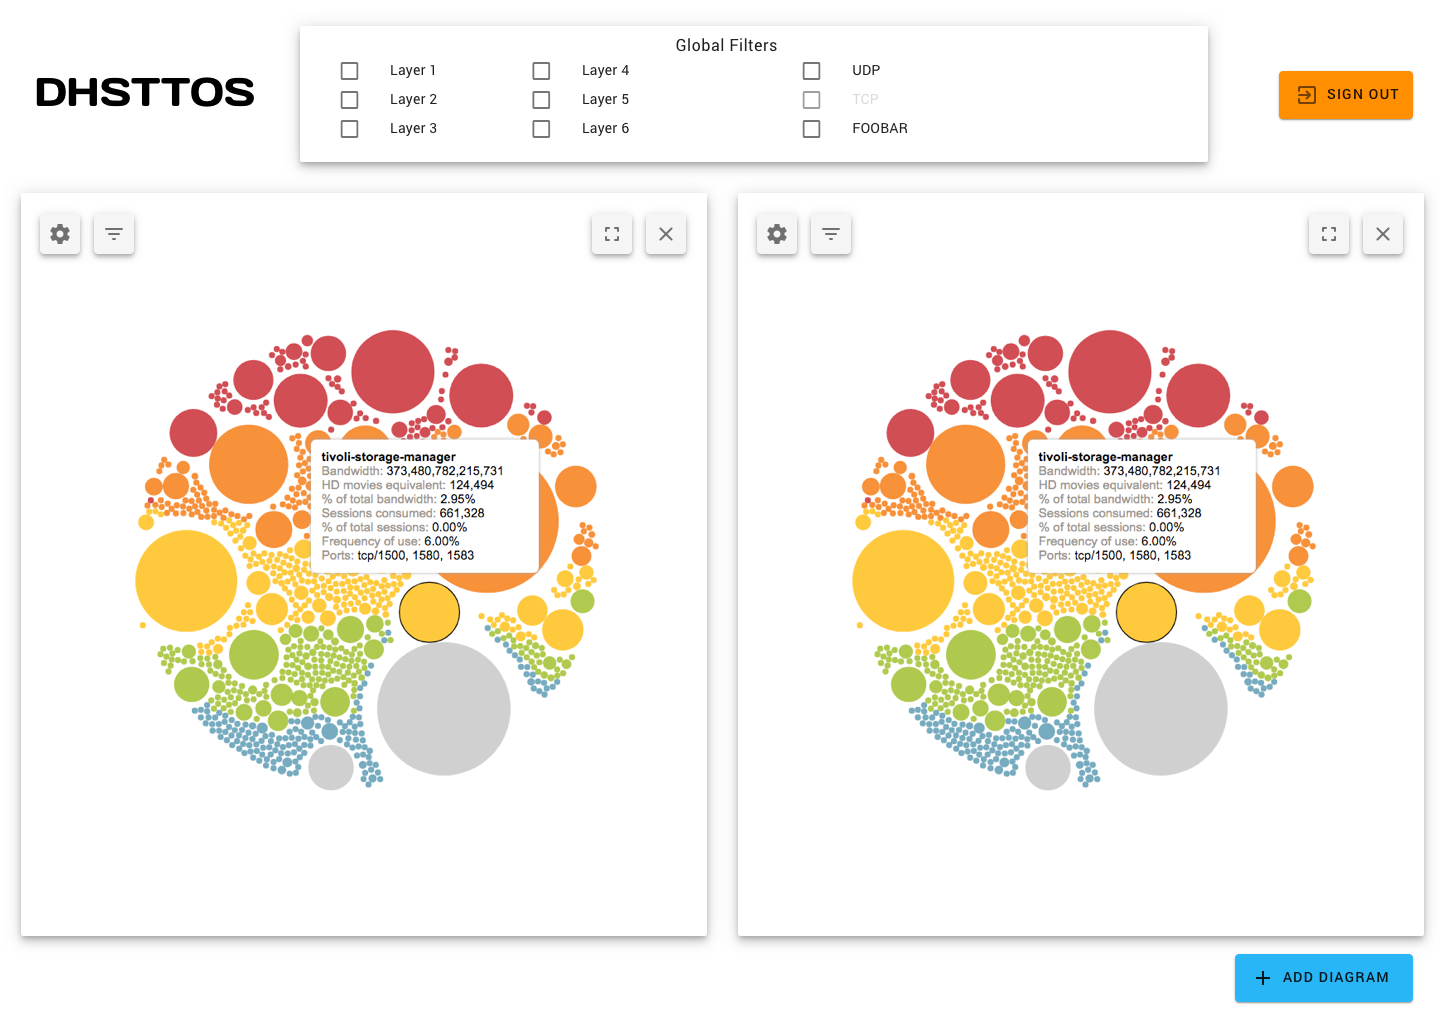 DHSTTOS
Global Filters
Layer 1
Layer 4
UDP
Layer 2
Layer 5
TCP
Layer 3
Layer 6
FOOBAR
SIGN OUT
tivoli-storage-manager
Bandwidth: 373,480,782,215,731
HD movies equivalent: 124,494
% of total bandwidth: 2.95%
Sessions consumed: 661,328
% of total sessions: 0.00%
Frequency of use: 6.00%
Ports: tcp/1500, 1580, 1583
tivoli-storage-manager
Bandwidth: 373,480,782,215,731
HD movies equivalent: 124,494
% of total bandwidth: 2.95%
Sessions consumed: 661,328
% of total sessions: 0.00%
Frequency of use: 6.00%
Ports: tcp/1500, 1580, 1583
ADD DIAGRAM